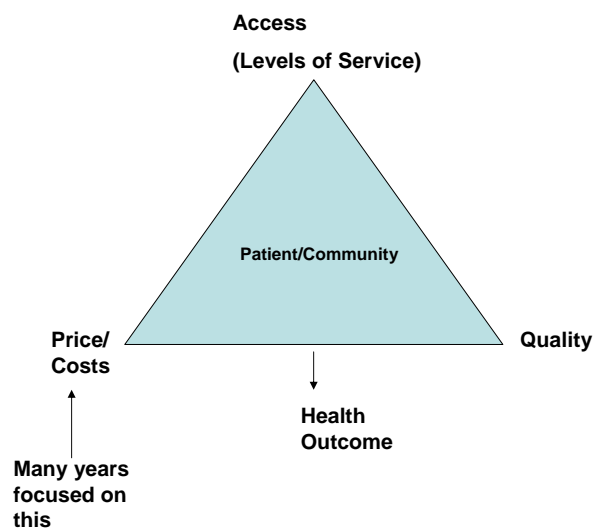 Access
(Levels of Service)
Patient/Community
Price/
Costs
Quality
Health
Outcome
Many years
focused on
this